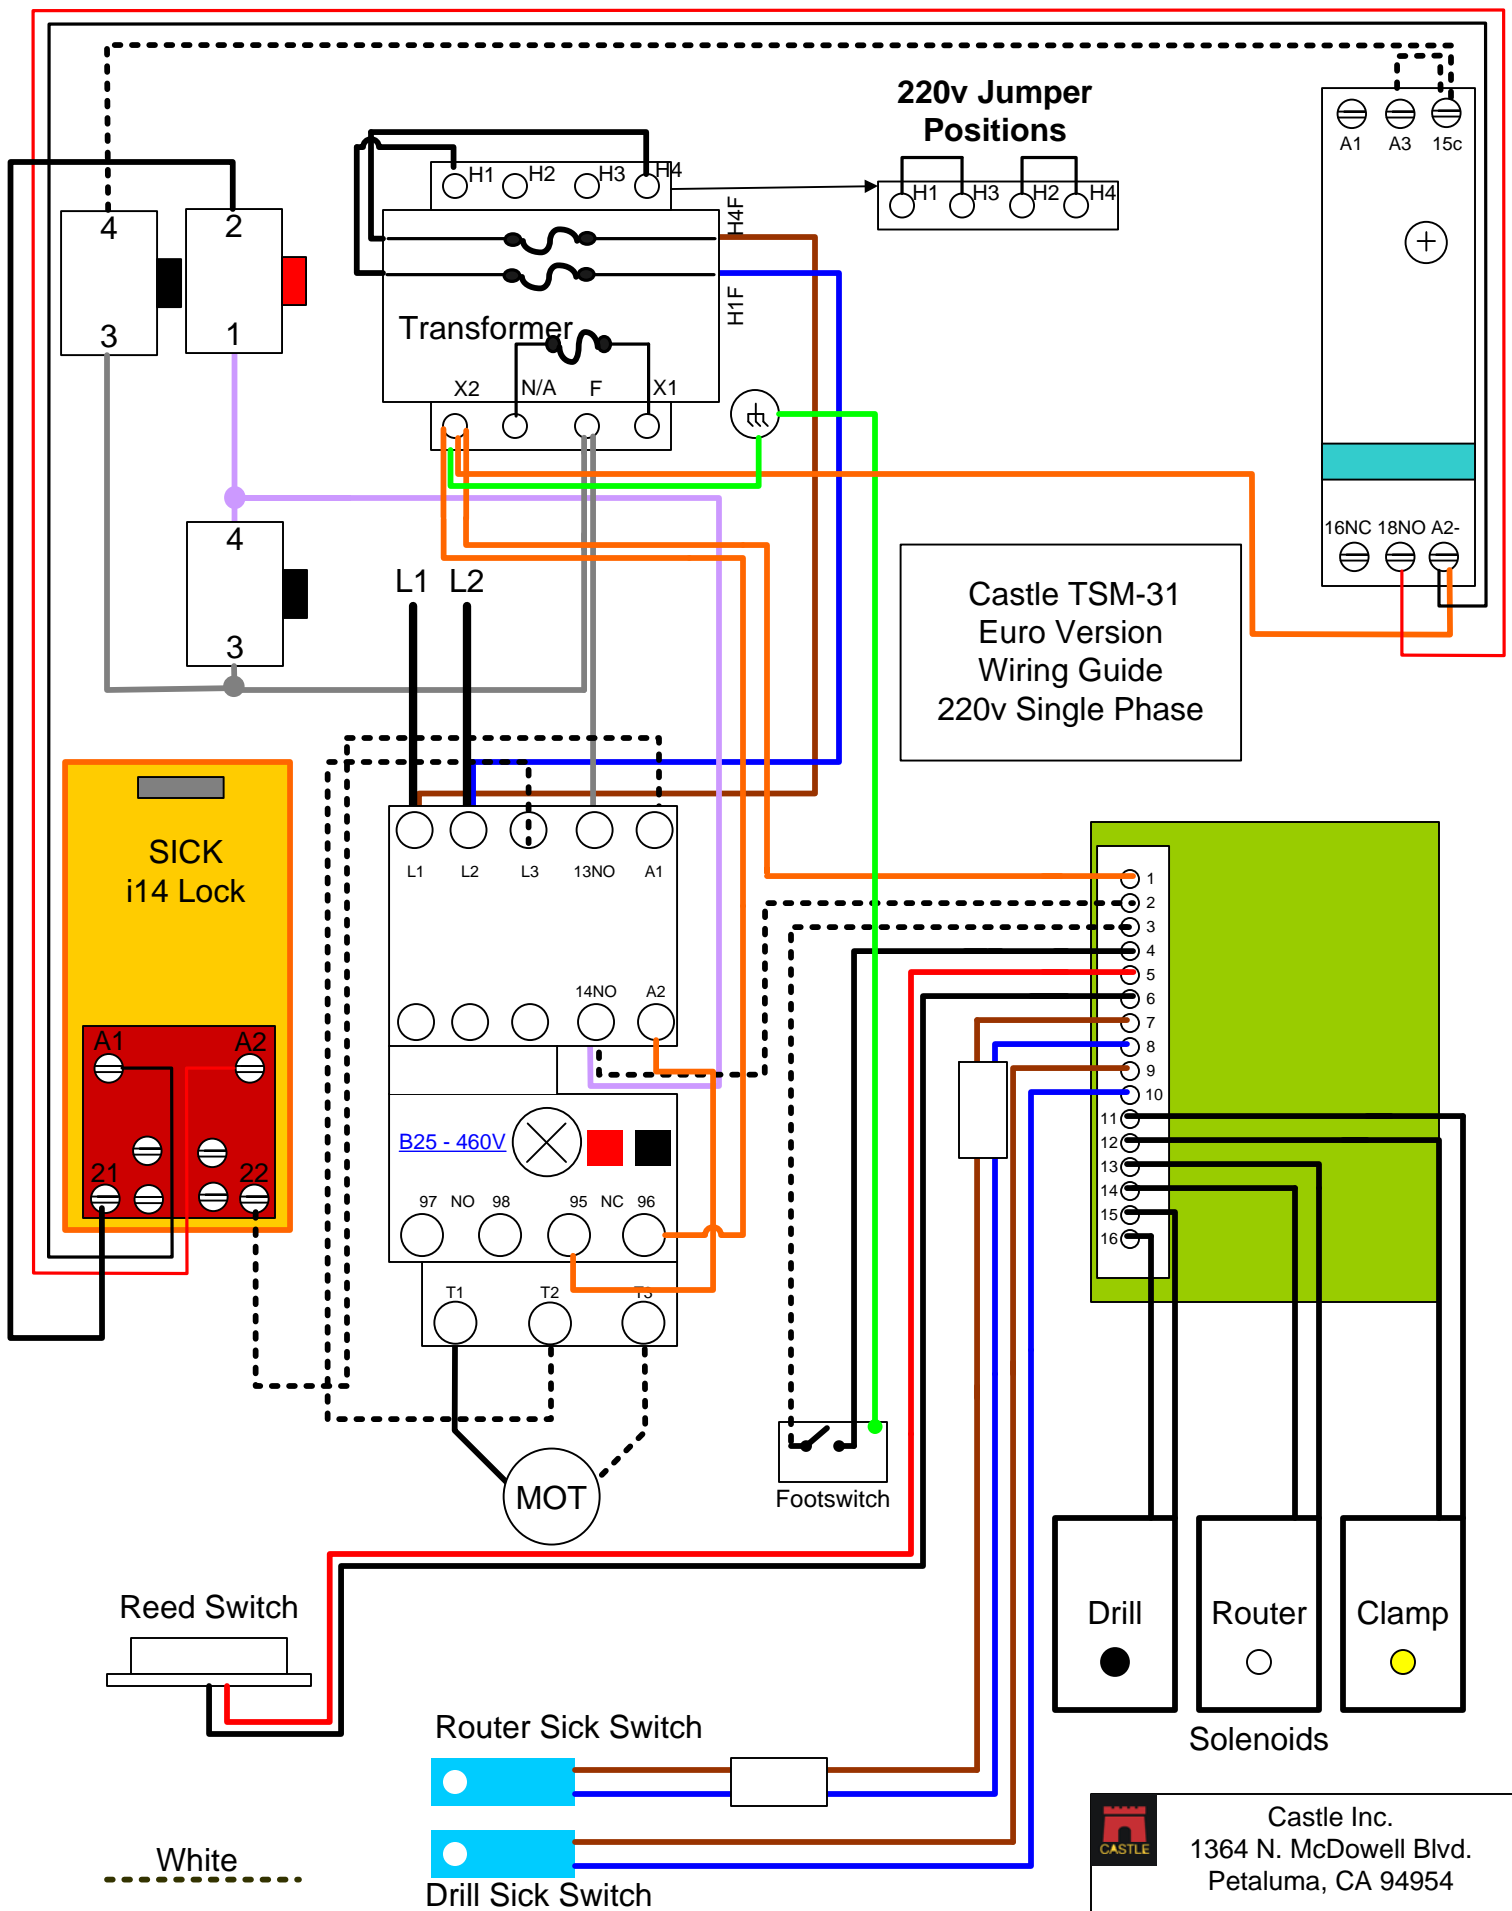 220v Jumper
Positions
H1 H2 H3 H4
H1 H3 H2 H4
A1 A3 15c
4
2
3
1
H4F
H1F
Transformer
X2 N/A F X1
4
3
16NC 18NO A2-
L1 L2
Castle TSM-31
Euro Version
Wiring Guide
220v Single Phase
SICK
i14 Lock
L1 L2 L3 13NO A1
14NO A2
A1 A2
21 22
B25 - 460V
97 NO 98 95 NC 96
T1 T2 T3
MOT
1
2
3
4
5
6
7
8
9
10
11
12
13
14
15
16
Footswitch
Reed Switch
Drill Router Clamp
Solenoids
Router Sick Switch
Drill Sick Switch
White
CASTLE
Castle Inc.
1364 N. McDowell Blvd.
Petaluma, CA 94954